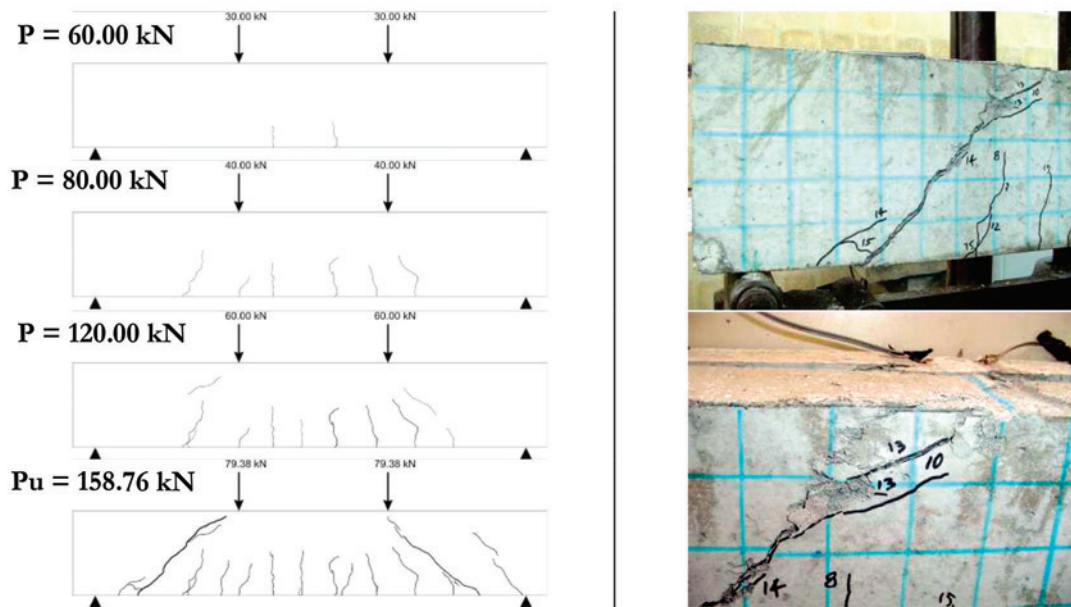 30.00 kN 30.00 kN
P = 60.00 kN
40.00 kN 40.00 kN
P = 80.00 kN
60.00 kN 60.00 kN
P = 120.00 kN
79.38 kN 79.38 kN
Pu = 158.76 kN
13
10
13
14
8
14
15
12
15
13
10
13
14
8
15